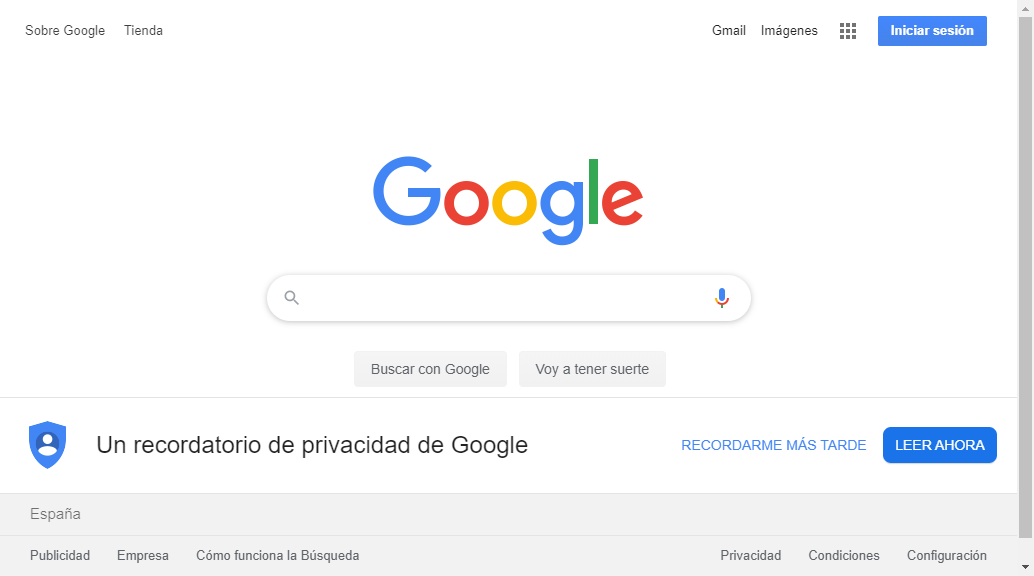 Sobre Google Tienda Gmail Imágenes Iniciar sesión
Google
Buscar con Google Voy a tener suerte
Un recordatorio de privacidad de Google RECORDARME MÁS TARDE LEER AHORA
España
Publicidad Empresa Cómo funciona la Búsqueda Privacidad Condiciones Configuración